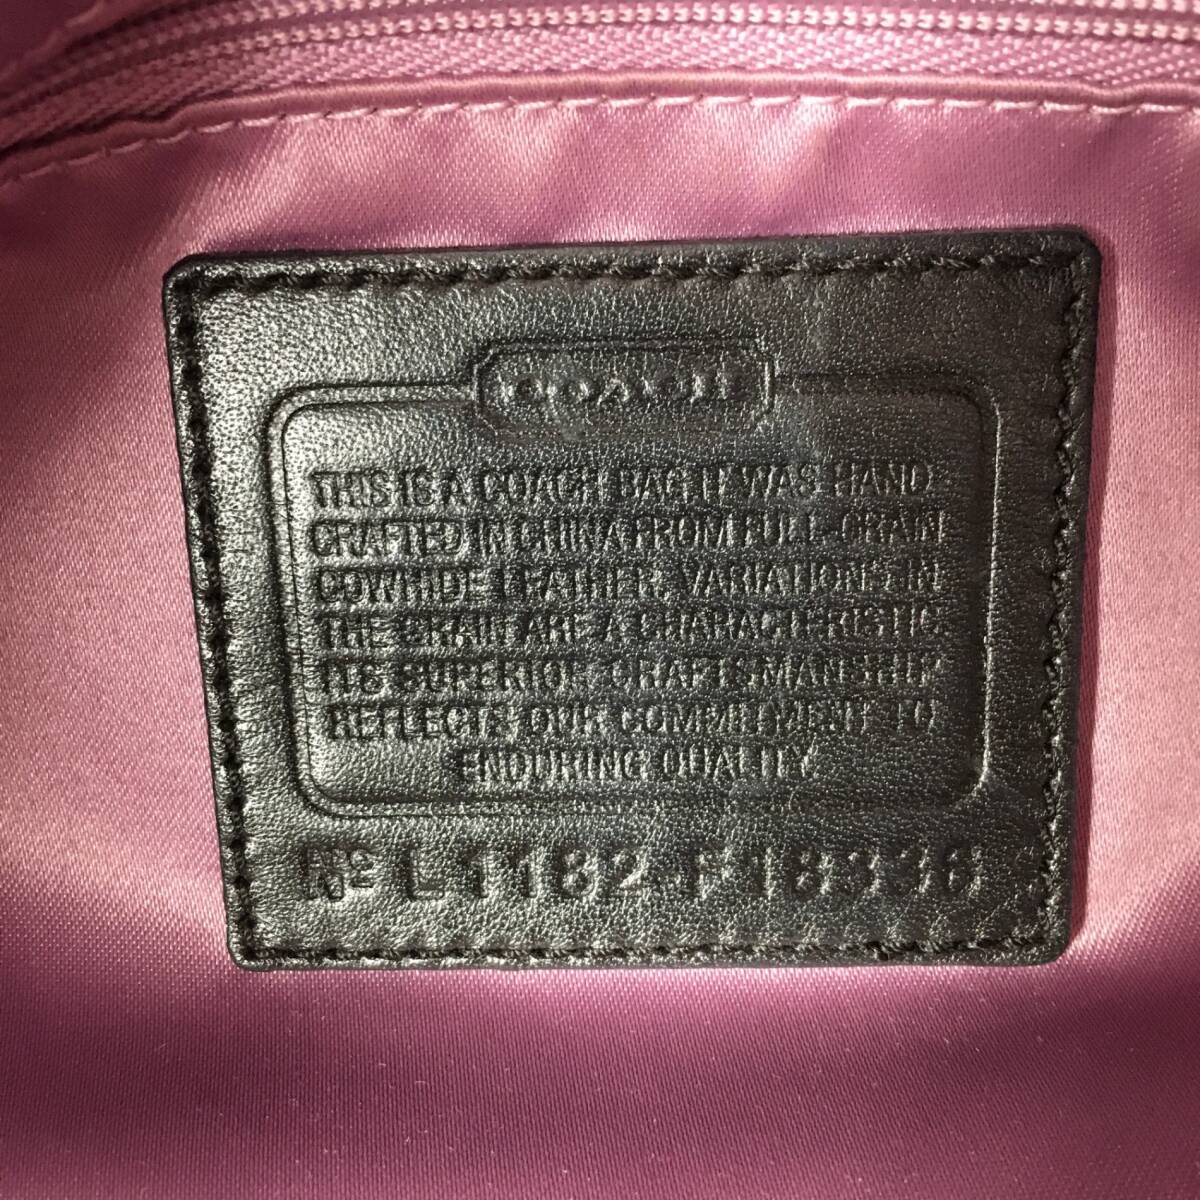 COACH
THIS IS A COACH BAG IT WAS HAND
CRAFTED IN CHINA FROM FULL-GRAIN
COWHIDE LEATHER, VARIATIONS IN
THE GRAIN ARE A CHARACTERISTIC.
ITS SUPERIOR CRAFTSMANSHIP
REFLECTS OUR COMMITMENT TO
ENDURING QUALITY.
Nº L1182-F18336